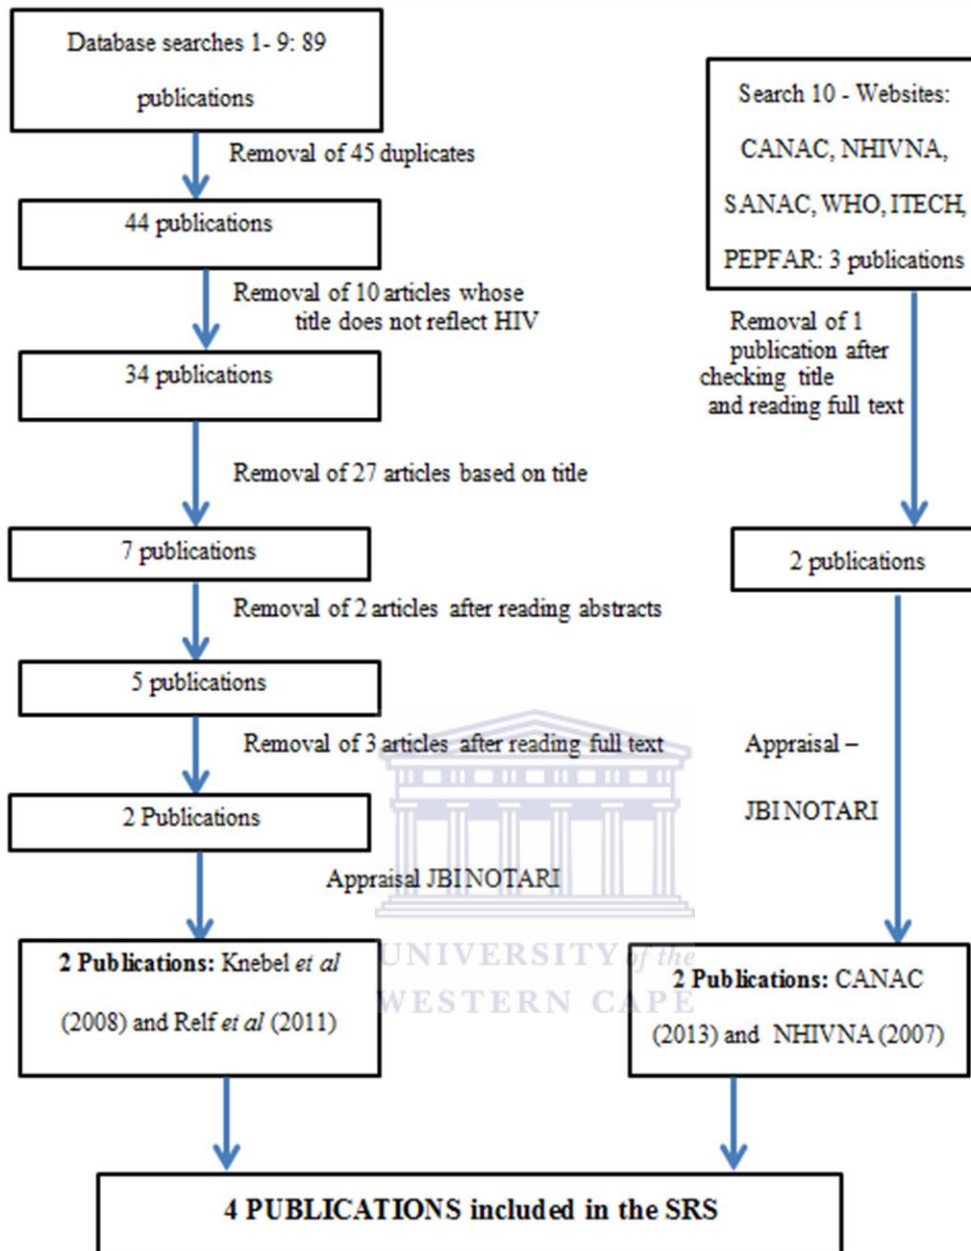 Database searches 1- 9: 89
publications
Removal of 45 duplicates
44 publications
Removal of 10 articles whose
title does not reflect HIV
34 publications
Removal of 27 articles based on title
7 publications
Removal of 2 articles after reading abstracts
5 publications
Removal of 3 articles after reading full text
2 Publications
Appraisal JBI NOTARI
2 Publications: Knebel et al
(2008) and Relf et al (2011)
Search 10 - Websites:
CANAC, NHIVNA,
SANAC, WHO, ITECH,
PEPFAR: 3 publications
Removal of 1
publication after
checking title
and reading full text
2 publications
Appraisal –
JBI NOTARI
2 Publications: CANAC
(2013) and NHIVNA (2007)
4 PUBLICATIONS included in the SRS
UNIVERSITY of the
WESTERN CAPE